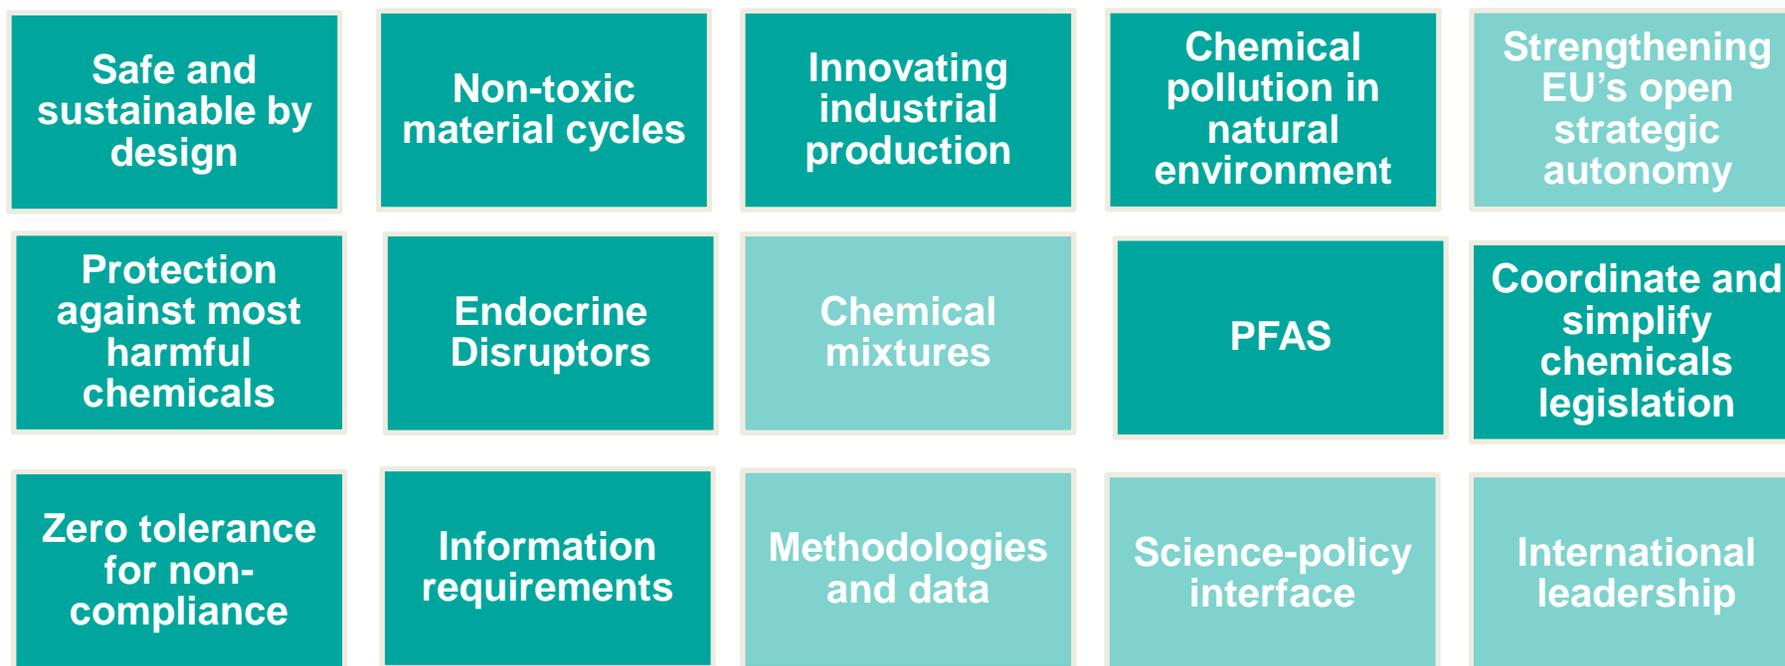 Safe and
sustainable by
design
Non-toxic
material cycles
Innovating
industrial
production
Chemical
pollution in
natural
environment
Strengthening
EU’s open
strategic
autonomy
Protection
against most
harmful
chemicals
Endocrine
Disruptors
Chemical
mixtures
PFAS
Coordinate and
simplify
chemicals
legislation
Zero tolerance
for non-
compliance
Information
requirements
Methodologies
and data
Science-policy
interface
International
leadership